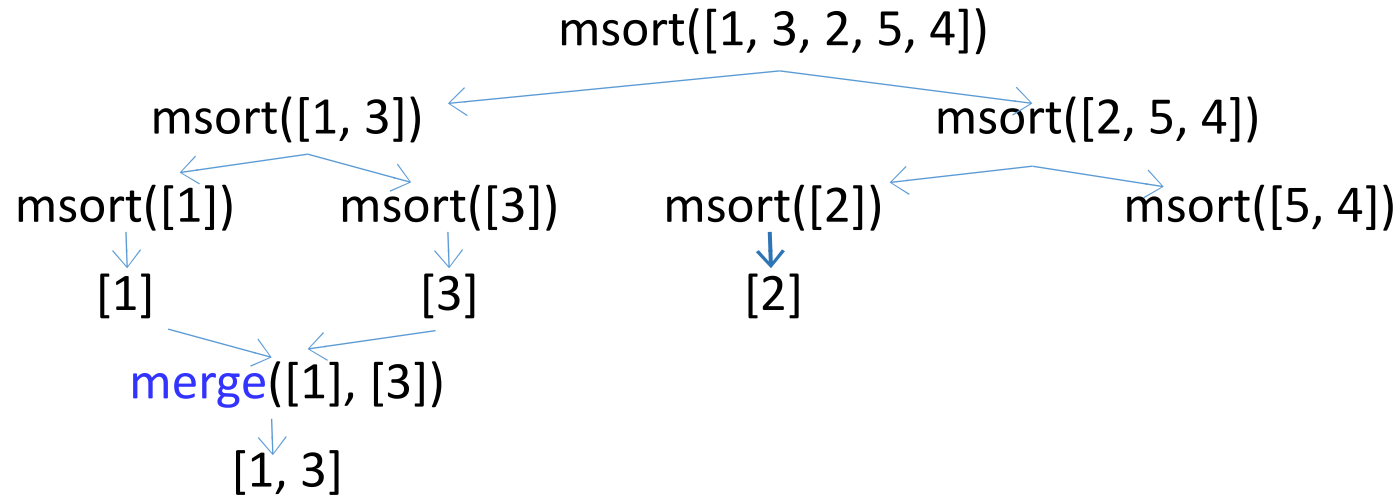 msort([1, 3, 2, 5, 4])
msort([1, 3])
msort([2, 5, 4])
msort([1])
msort([3])
msort([2])
msort([5, 4])
[1]
[3]
[2]
merge([1], [3])
[1, 3]